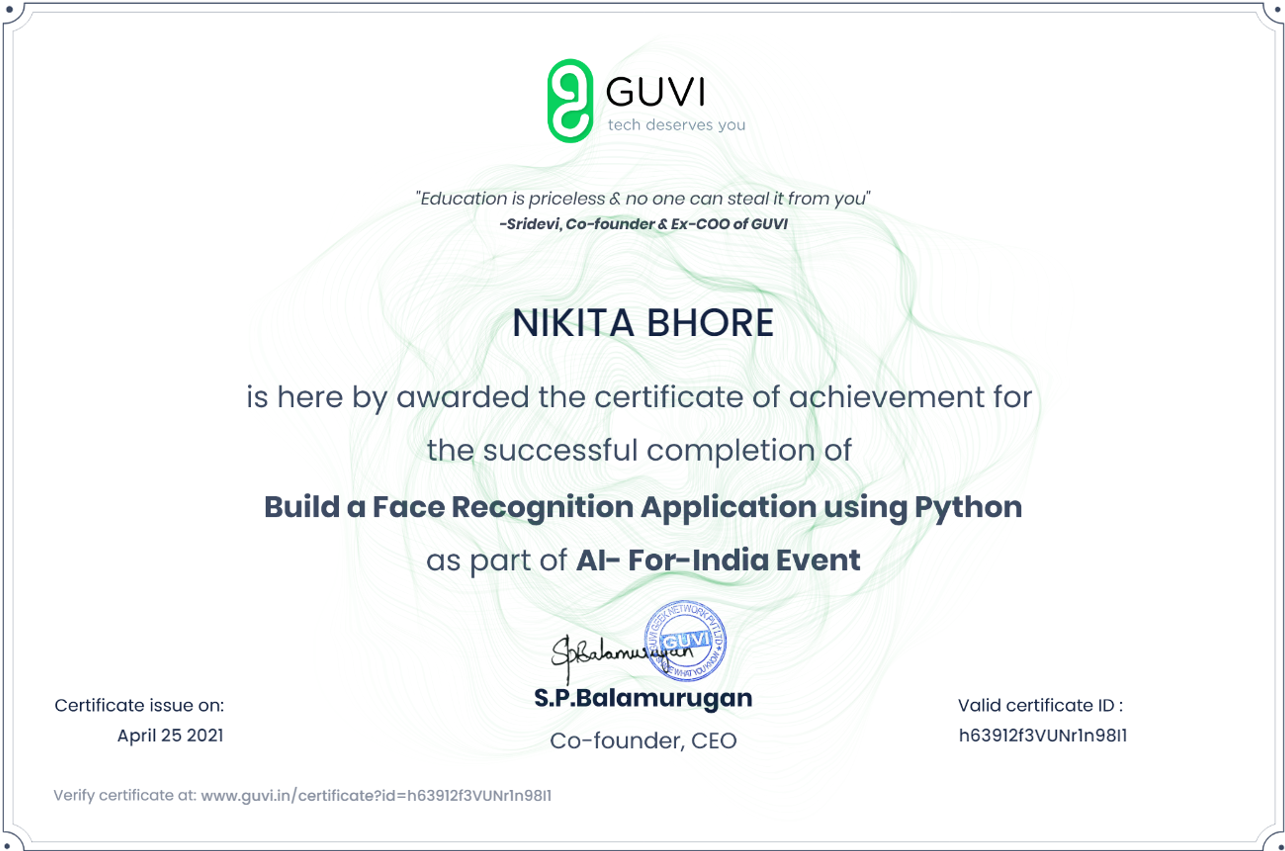 GUVI
tech deserves you
"Education is priceless & no one can steal it from you"
-Sridevi, Co-founder & Ex-COO of GUVI
NIKITA BHORE
is here by awarded the certificate of achievement for
the successful completion of
Build a Face Recognition Application using Python
as part of AI- For-India Event
SpBalamurugan
GUVI GEEK NETWORK PVT LTD
GUVI
WHAT YOU KNOW
S.P.Balamurugan
Co-founder, CEO
Certificate issue on:
April 25 2021
Valid certificate ID :
h63912f3VUNr1n98I1
Verify certificate at: www.guvi.in/certificate?id=h63912f3VUNr1n98I1